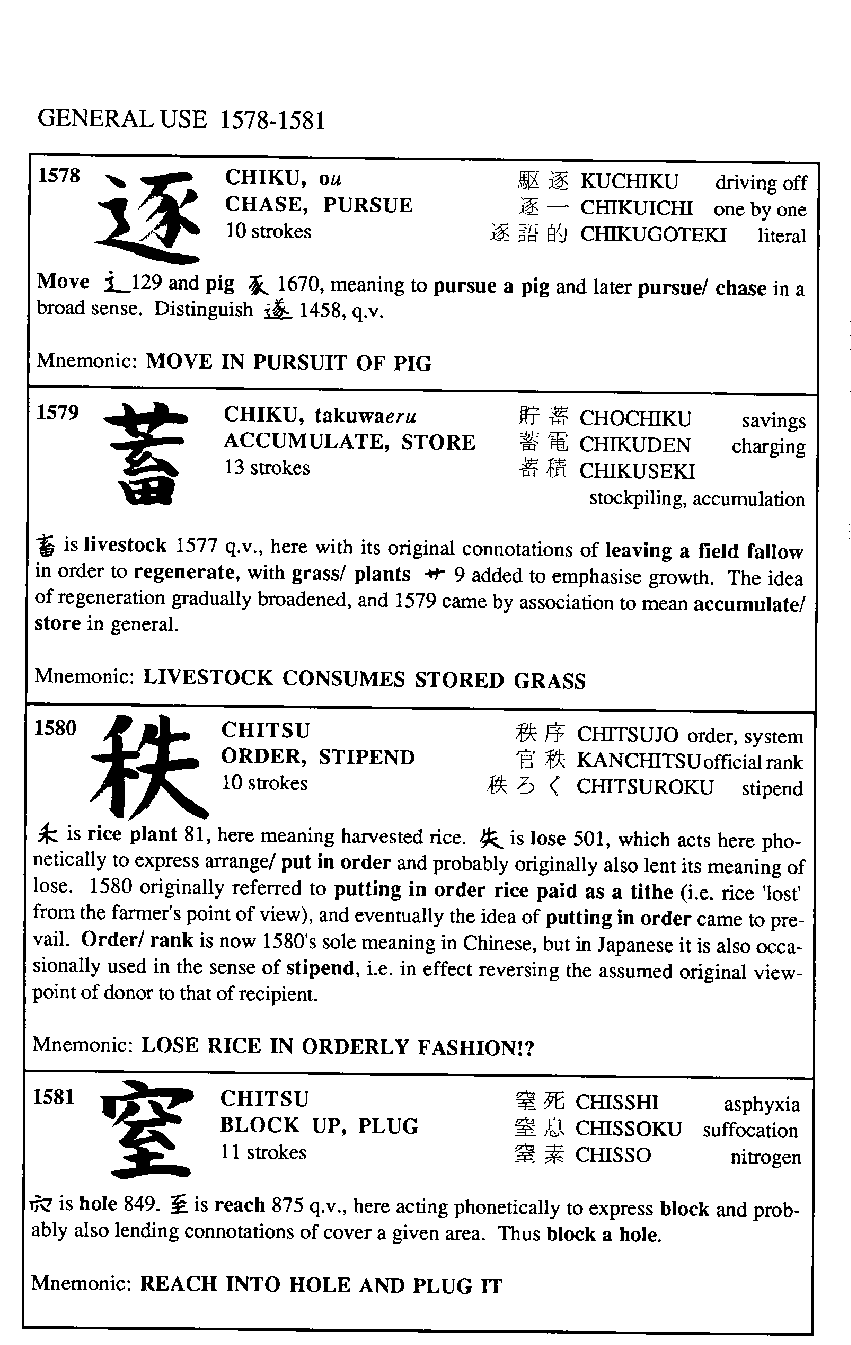 GENERAL USE 1578-1581
1578 逐 CHIKU, ou 駆逐 KUCHIKU driving off
CHASE, PURSUE 逐一 CHIKUICHI one by one
10 strokes 逐語的 CHIKUGOTEKI literal
Move 辶 129 and pig 豕 1670, meaning to pursue a pig and later pursue/ chase in a
broad sense. Distinguish 遂 1458, q.v.
Mnemonic: MOVE IN PURSUIT OF PIG
1579 蓄 CHIKU, takuwaeru 貯蓄 CHOCHIKU savings
ACCUMULATE, STORE 蓄電 CHIKUDEN charging
13 strokes 蓄積 CHIKUSEKI
stockpiling, accumulation
畜 is livestock 1577 q.v., here with its original connotations of leaving a field fallow
in order to regenerate, with grass/ plants 艹 9 added to emphasise growth. The idea
of regeneration gradually broadened, and 1579 came by association to mean accumulate/
store in general.
Mnemonic: LIVESTOCK CONSUMES STORED GRASS
1580 秩 CHITSU 秩序 CHITSUJO order, system
ORDER, STIPEND 官秩 KANCHITSU official rank
10 strokes 秩ろく CHITSUROKU stipend
禾 is rice plant 81, here meaning harvested rice. 失 is lose 501, which acts here pho-
netically to express arrange/ put in order and probably originally also lent its meaning of
lose. 1580 originally referred to putting in order rice paid as a tithe (i.e. rice 'lost'
from the farmer's point of view), and eventually the idea of putting in order came to pre-
vail. Order/ rank is now 1580's sole meaning in Chinese, but in Japanese it is also occa-
sionally used in the sense of stipend, i.e. in effect reversing the assumed original view-
point of donor to that of recipient.
Mnemonic: LOSE RICE IN ORDERLY FASHION!?
1581 窒 CHITSU 窒死 CHISSHI asphyxia
BLOCK UP, PLUG 窒息 CHISSOKU suffocation
11 strokes 窒素 CHISSO nitrogen
穴 is hole 849. 至 is reach 875 q.v., here acting phonetically to express block and prob-
ably also lending connotations of cover a given area. Thus block a hole.
Mnemonic: REACH INTO HOLE AND PLUG IT